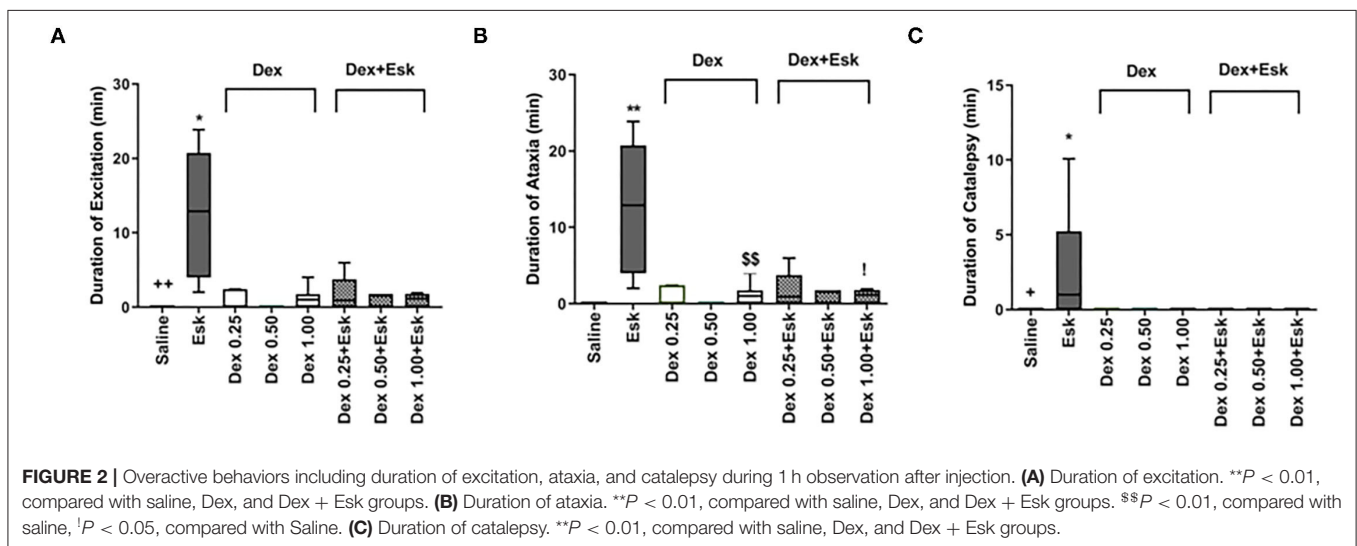 A
Duration of Excitation (min)
30
20
10
0
Dex
Dex+Esk
++
*
Saline
Esk
Dex 0.25
Dex 0.50
Dex 1.00
Dex 0.25+Esk
Dex 0.50+Esk
Dex 1.00+Esk
B
Duration of Ataxia (min)
30
20
10
0
Dex
Dex+Esk
**
$$
!
Saline
Esk
Dex 0.25
Dex 0.50
Dex 1.00
Dex 0.25+Esk
Dex 0.50+Esk
Dex 1.00+Esk
C
Duration of Catalepsy (min)
15
10
5
0
Dex
Dex+Esk
+
*
Saline
Esk
Dex 0.25
Dex 0.50
Dex 1.00
Dex 0.25+Esk
Dex 0.50+Esk
Dex 1.00+Esk
FIGURE 2 | Overactive behaviors including duration of excitation, ataxia, and catalepsy during 1 h observation after injection. (A) Duration of excitation. **P < 0.01,
compared with saline, Dex, and Dex + Esk groups. (B) Duration of ataxia. **P < 0.01, compared with saline, Dex, and Dex + Esk groups. $$P < 0.01, compared with
saline, !P < 0.05, compared with Saline. (C) Duration of catalepsy. **P < 0.01, compared with saline, Dex, and Dex + Esk groups.